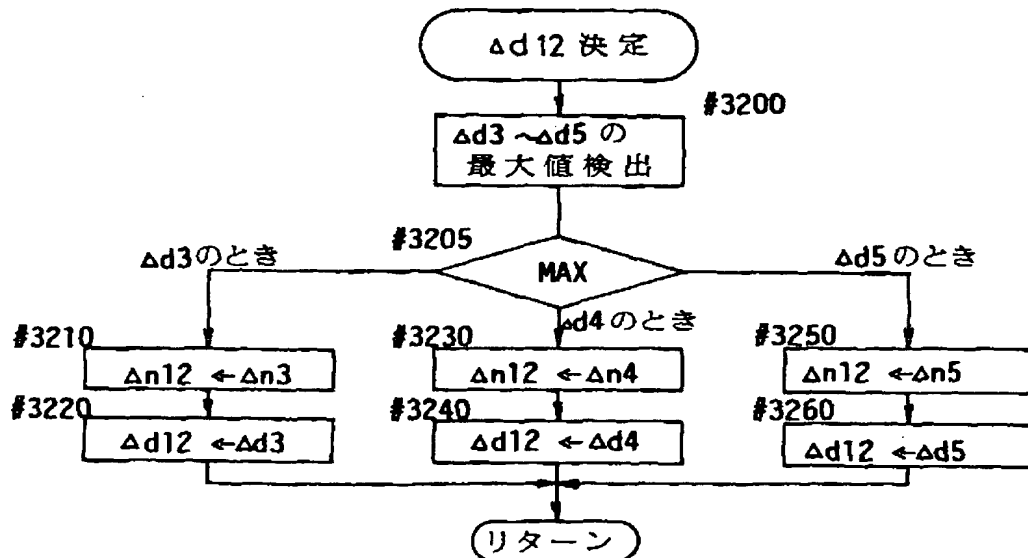 Δd12 決定
#3200
Δd3 ~Δd5 の
最大値検出
#3205
MAX
Δd3のとき
Δd4のとき
Δd5のとき
#3210
Δn12 ←Δn3
#3220
Δd12 ←Δd3
#3230
Δn12 ←Δn4
#3240
Δd12 ←Δd4
#3250
Δn12 ←Δn5
#3260
Δd12 ←Δd5
リターン